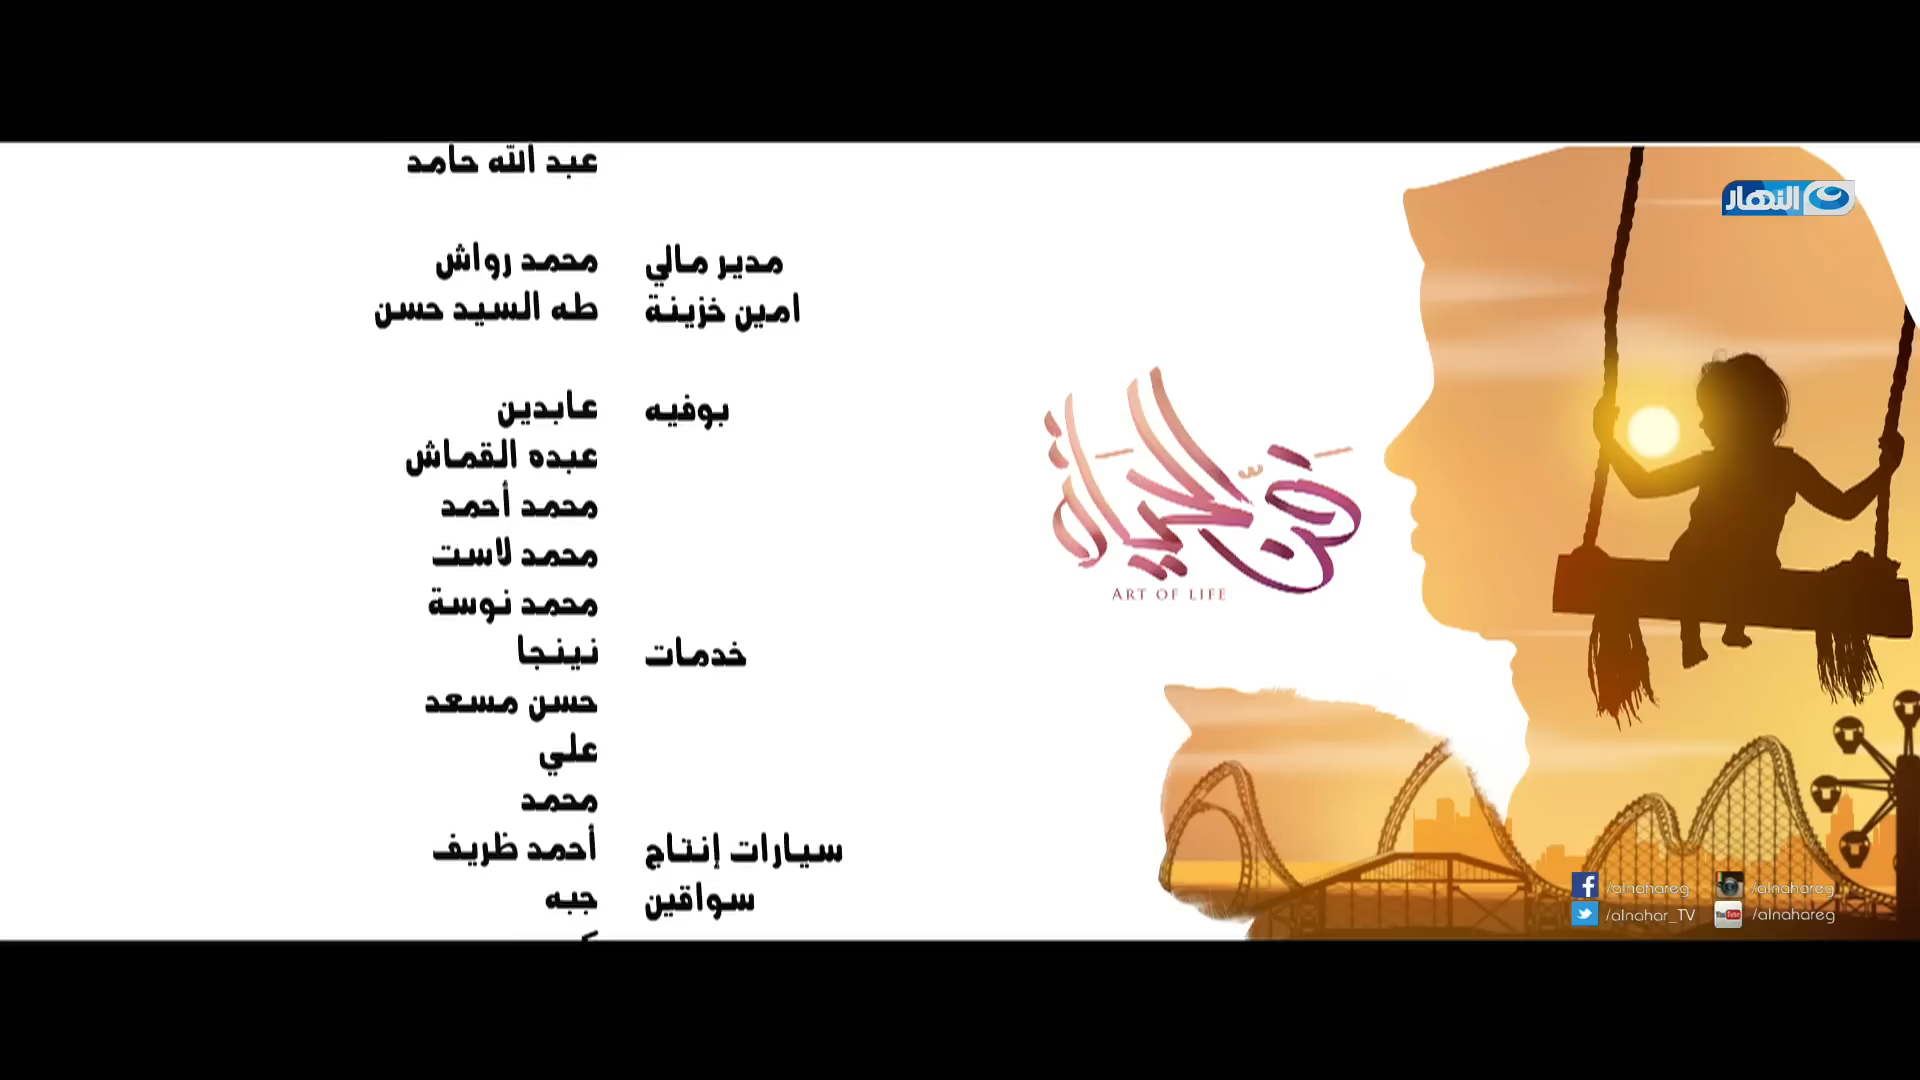 عبد الله حامد
مدير مالي محمد رواش
امين خزينة طه السيد حسن
بوفيه عابدين
عبده القماش
محمد أحمد
محمد لاست
محمد نوسة
خدمات نينجا
حسن مسعد
علي
محمد
سيارات إنتاج أحمد ظريف
سواقين جبه
النهار
فن الحياة
ART OF LIFE
/alnahareg /alnahareg
/alnahar_TV /alnahareg